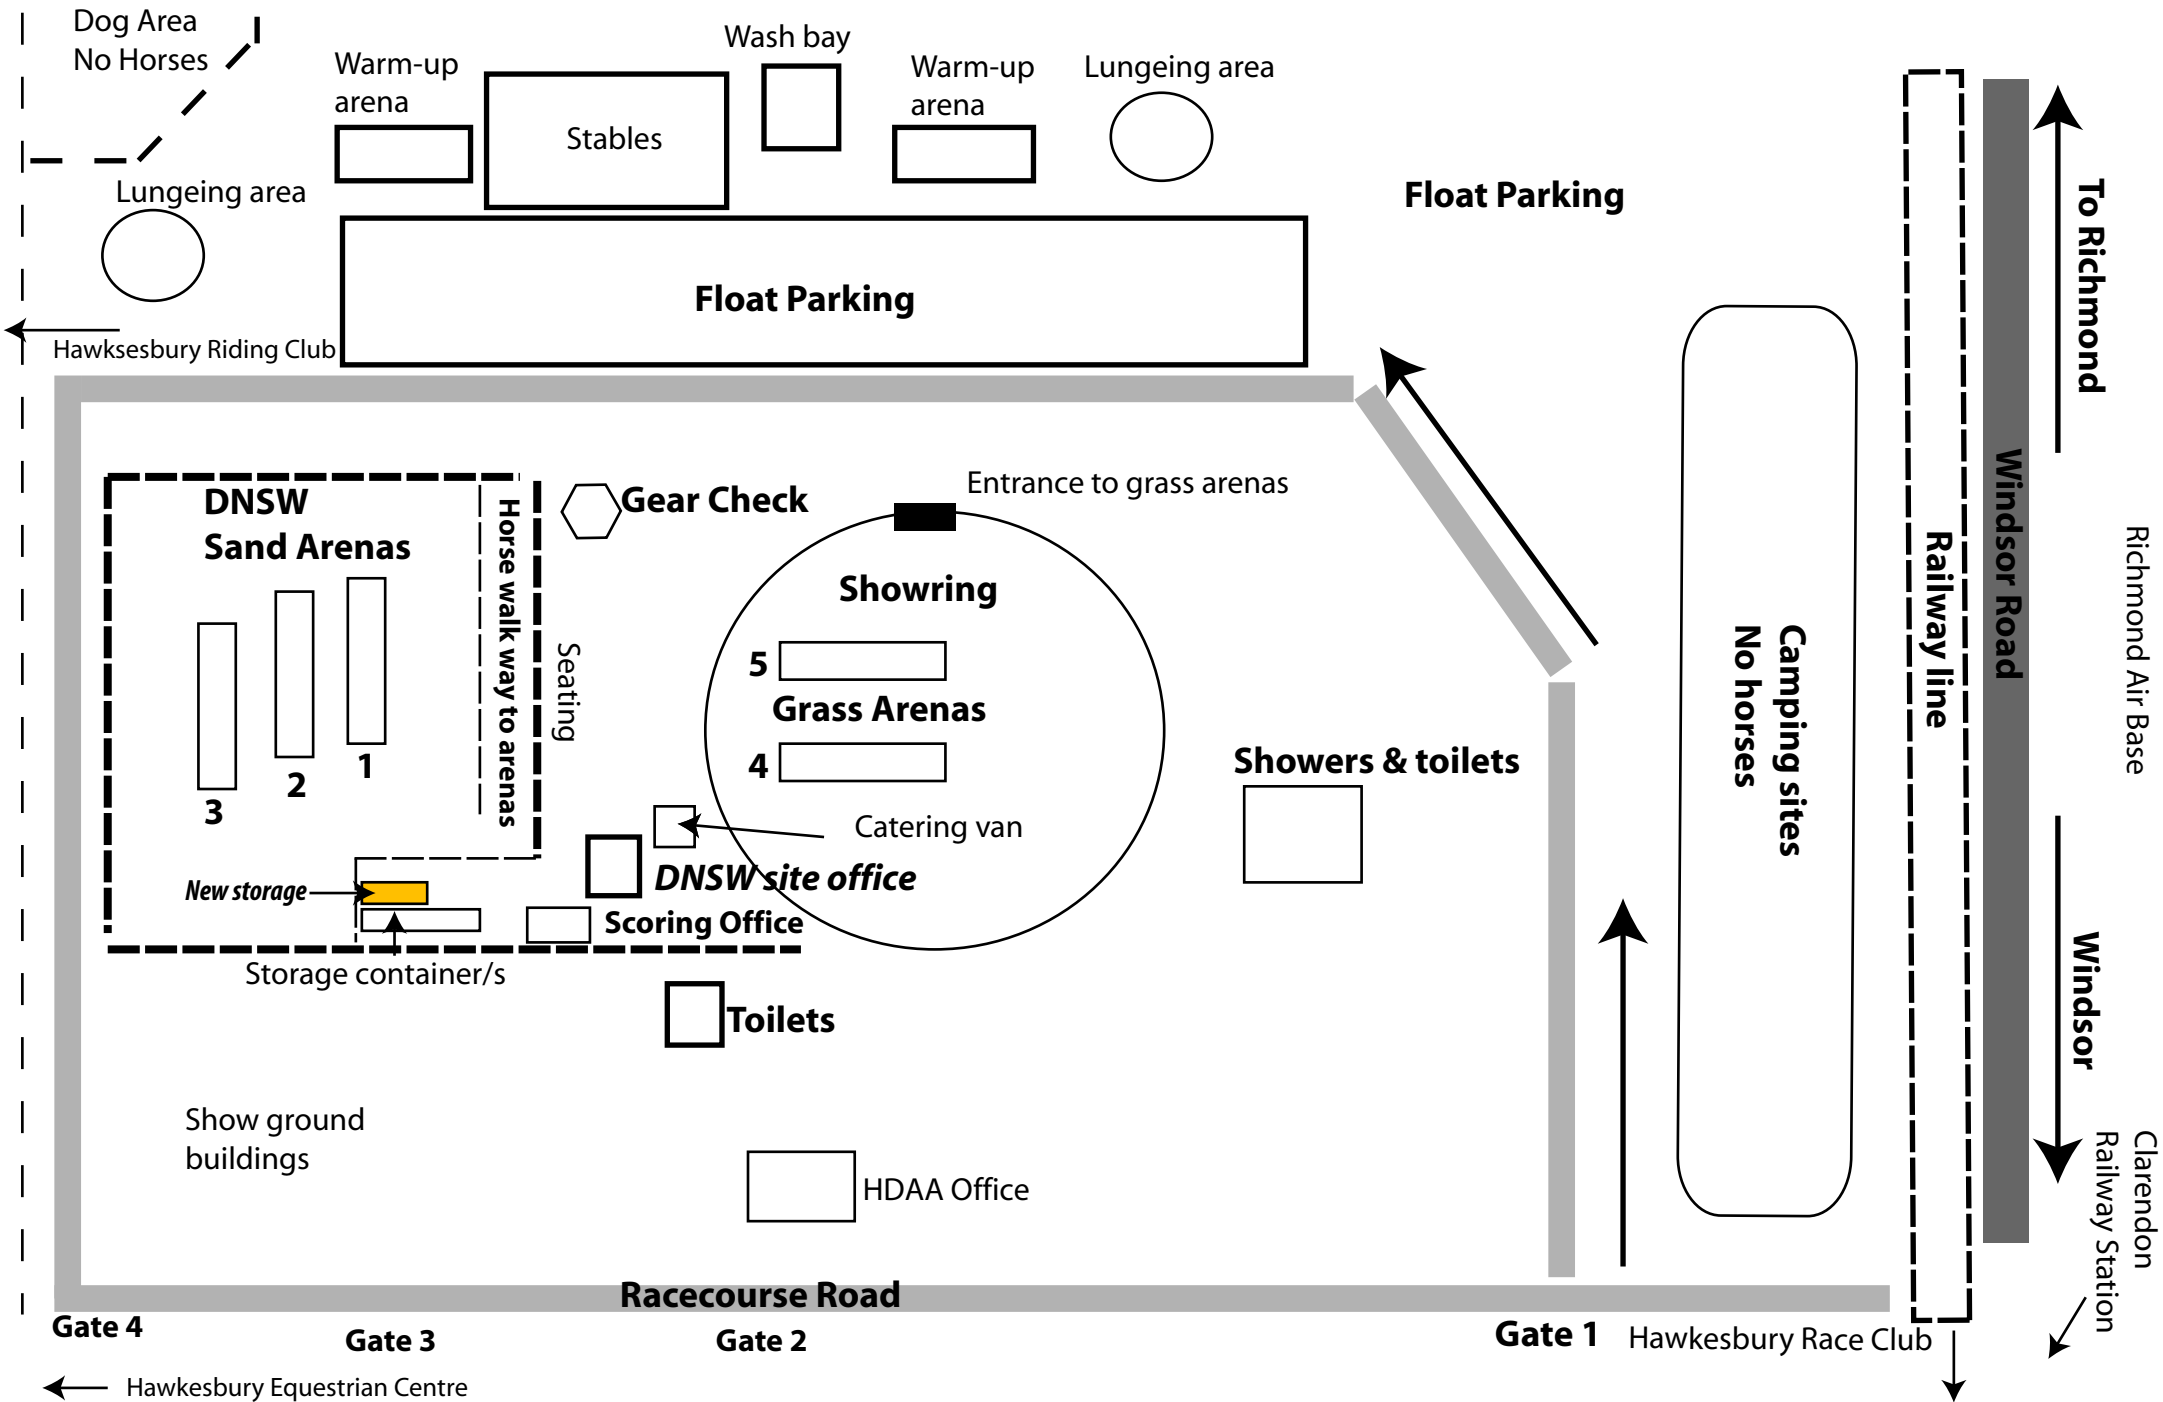 Dog Area
No Horses
Warm-up
arena
Stables
Wash bay
Warm-up
arena
Lungeing area
Lungeing area
Float Parking
Float Parking
Hawksesbury Riding Club
To Richmond
Windsor Road
Railway line
Richmond Air Base
DNSW
Sand Arenas
Horse walk way to arenas
Gear Check
Entrance to grass arenas
Showring
Seating
5
Grass Arenas
4
1
2
3
Showers & toilets
Camping sites
No horses
Catering van
DNSW site office
New storage
Scoring Office
Storage container/s
Toilets
Windsor
Show ground
buildings
HDAA Office
Clarendon
Railway Station
Racecourse Road
Gate 4
Gate 3
Gate 2
Gate 1
Hawkesbury Race Club
Hawkesbury Equestrian Centre